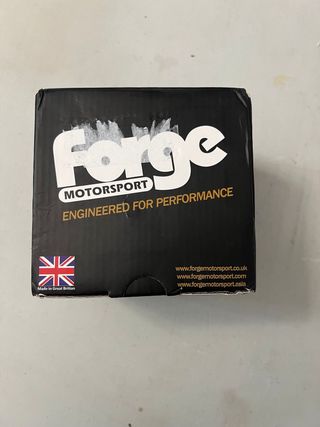 Forge
MOTORSPORT
ENGINEERED FOR PERFORMANCE
www.forgemotorsport.co.uk
www.forgemotorsport.com
www.forgemotorsport.asia
Made in Great Britain